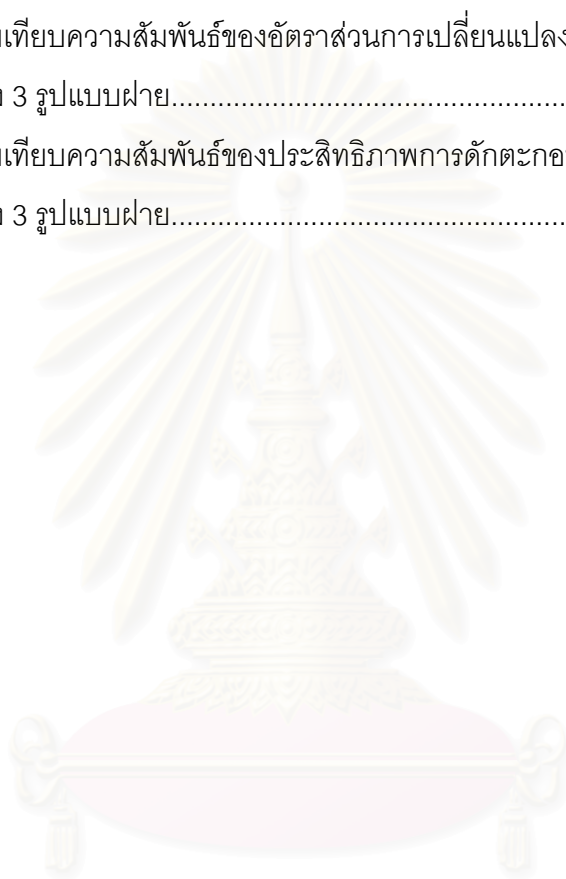 เทียบความสัมพันธ์ของอัตราส่วนการเปลี่ยนแปลง
3 รูปแบบฝาย..................................................
เทียบความสัมพันธ์ของประสิทธิภาพการดักตะกอ
3 รูปแบบฝาย..................................................